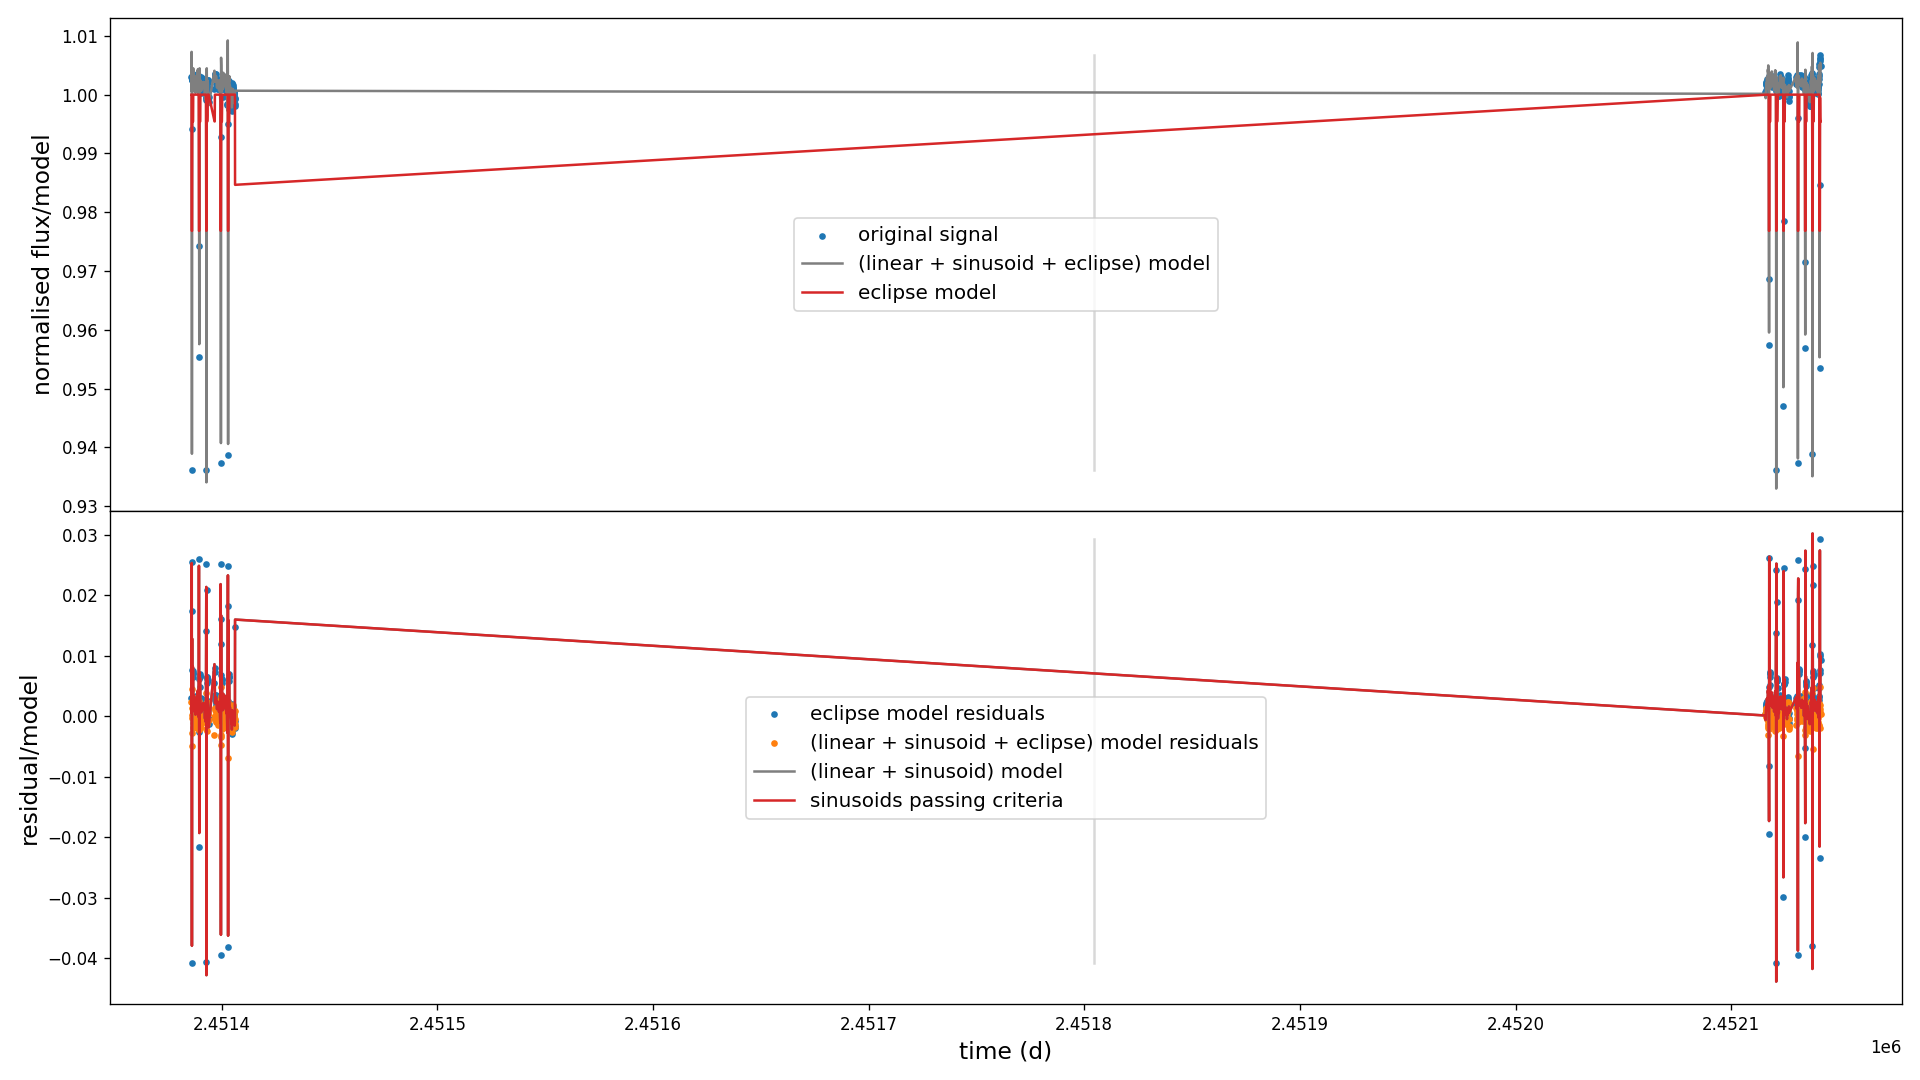 1.01
1.00
0.99
0.98
0.97
0.96
0.95
0.94
0.93
normalised flux/model
original signal
(linear + sinusoid + eclipse) model
eclipse model
0.03
0.02
0.01
0.00
−0.01
−0.02
−0.03
−0.04
residual/model
eclipse model residuals
(linear + sinusoid + eclipse) model residuals
(linear + sinusoid) model
sinusoids passing criteria
2.4514 2.4515 2.4516 2.4517 2.4518 2.4519 2.4520 2.4521
time (d)
1e6